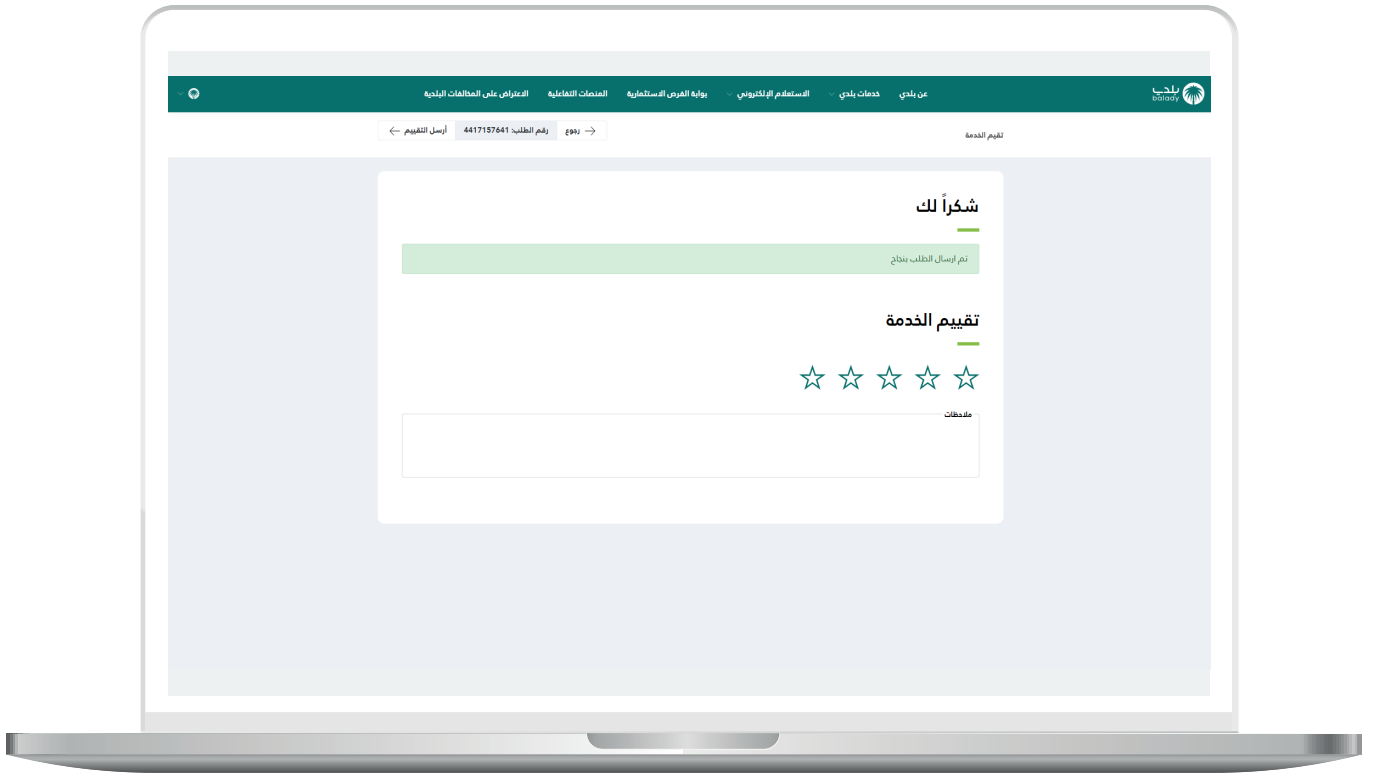 بلدي
balady
عن بلدي
خدمات بلدي
الاستعلام الإلكتروني
بوابة الفرص الاستثمارية
المنصات التفاعلية
الاعتراض على المخالفات البلدية
تقيم الخدمة
رجوع
رقم الطلب: 4417157641
أرسل التقييم
شكراً لك
تم ارسال الطلب بنجاح
تقييم الخدمة
ملاحظات